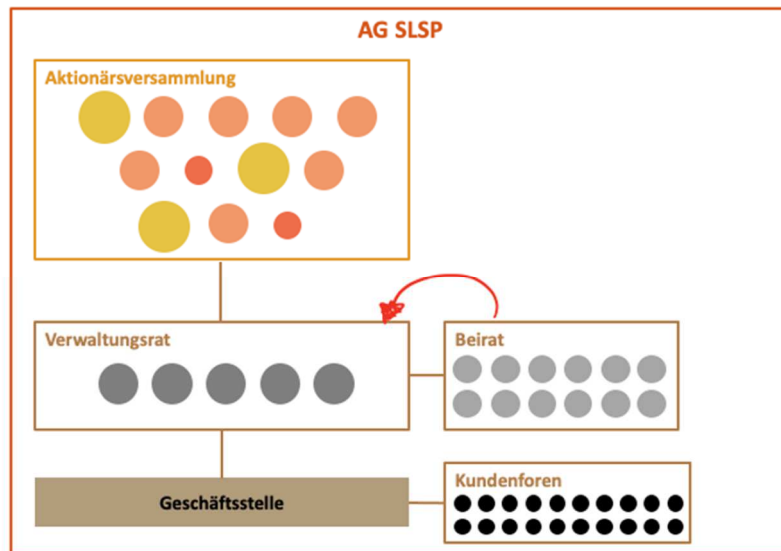 AG SLSP
Aktionärsversammlung
Verwaltungsrat
Beirat
Geschäftsstelle
Kundenforen